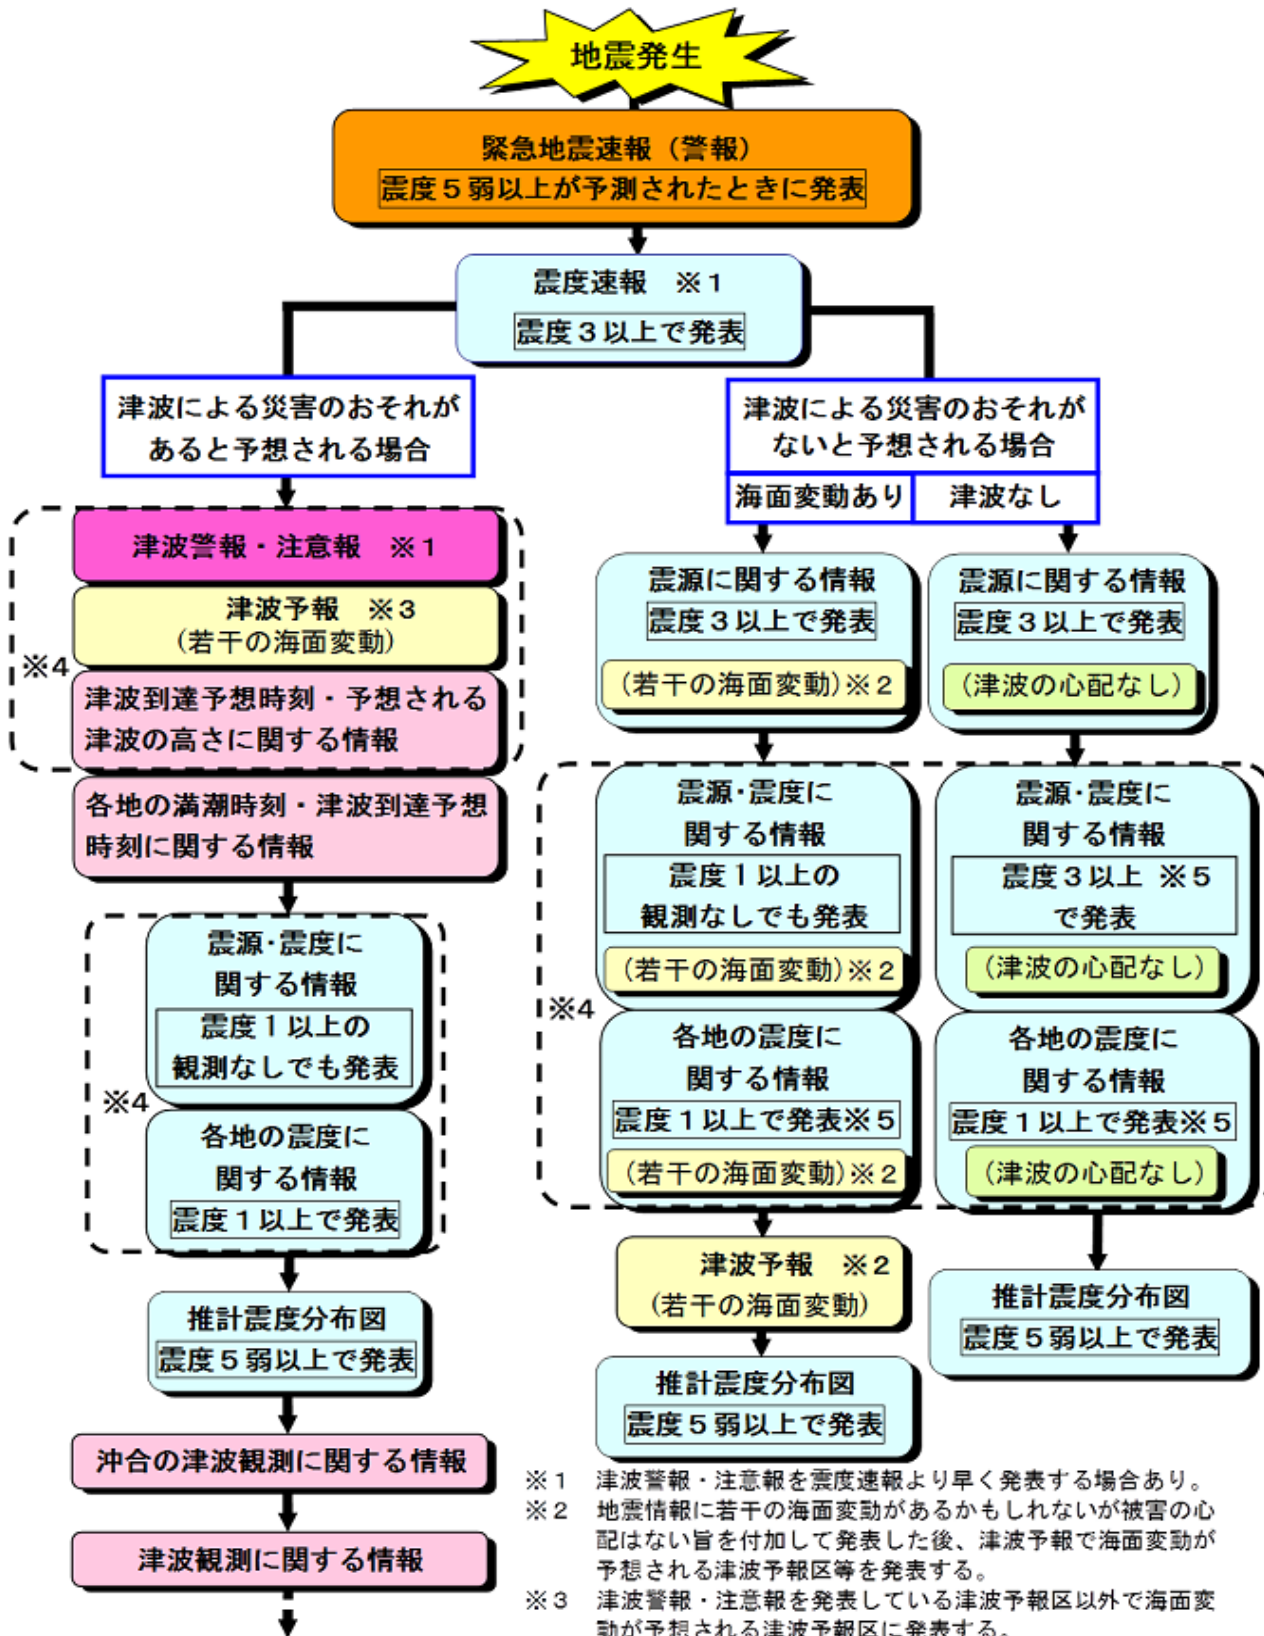 地震発生
緊急地震速報（警報）
震度５弱以上が予測されたときに発表
震度速報　※１
震度３以上で発表
津波による災害のおそれが
あると予想される場合
津波警報・注意報　※１
津波予報　※３
(若干の海面変動)
※4
津波到達予想時刻・予想される
津波の高さに関する情報
各地の満潮時刻・津波到達予想
時刻に関する情報
震源･震度に
関する情報
震度１以上の
観測なしでも発表
※4
各地の震度に
関する情報
震度１以上で発表
推計震度分布図
震度５弱以上で発表
沖合の津波観測に関する情報
津波観測に関する情報
津波による災害のおそれが
ないと予想される場合
海面変動あり
津波なし
震源に関する情報
震度３以上で発表
(若干の海面変動)※２
震源･震度に
関する情報
震度１以上の
観測なしでも発表
(若干の海面変動)※２
※4
各地の震度に
関する情報
震度１以上で発表※５
(若干の海面変動)※２
津波予報　※２
(若干の海面変動)
推計震度分布図
震度５弱以上で発表
震源に関する情報
震度３以上で発表
(津波の心配なし)
震源･震度に
関する情報
震度３以上 ※５
で発表
(津波の心配なし)
各地の震度に
関する情報
震度１以上で発表※５
(津波の心配なし)
推計震度分布図
震度５弱以上で発表
※１　津波警報・注意報を震度速報より早く発表する場合あり。
※２　地震情報に若干の海面変動があるかもしれないが被害の心
配はない旨を付加して発表した後、津波予報で海面変動が
予想される津波予報区等を発表する。
※３　津波警報・注意報を発表している津波予報区以外で海面変
動が予想される津波予報区に発表する。